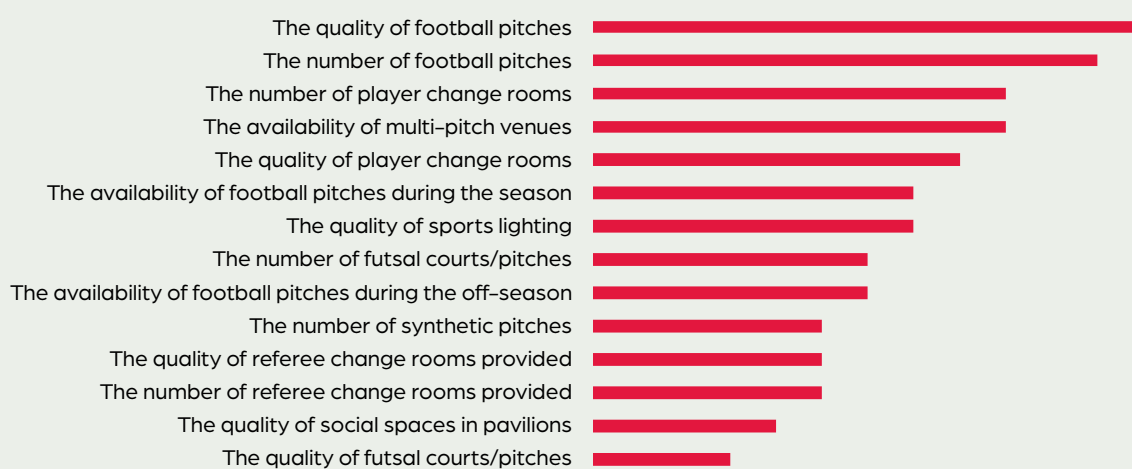 The quality of football pitches
The number of football pitches
The number of player change rooms
The availability of multi-pitch venues
The quality of player change rooms
The availability of football pitches during the season
The quality of sports lighting
The number of futsal courts/pitches
The availability of football pitches during the off-season
The number of synthetic pitches
The quality of referee change rooms provided
The number of referee change rooms provided
The quality of social spaces in pavilions
The quality of futsal courts/pitches